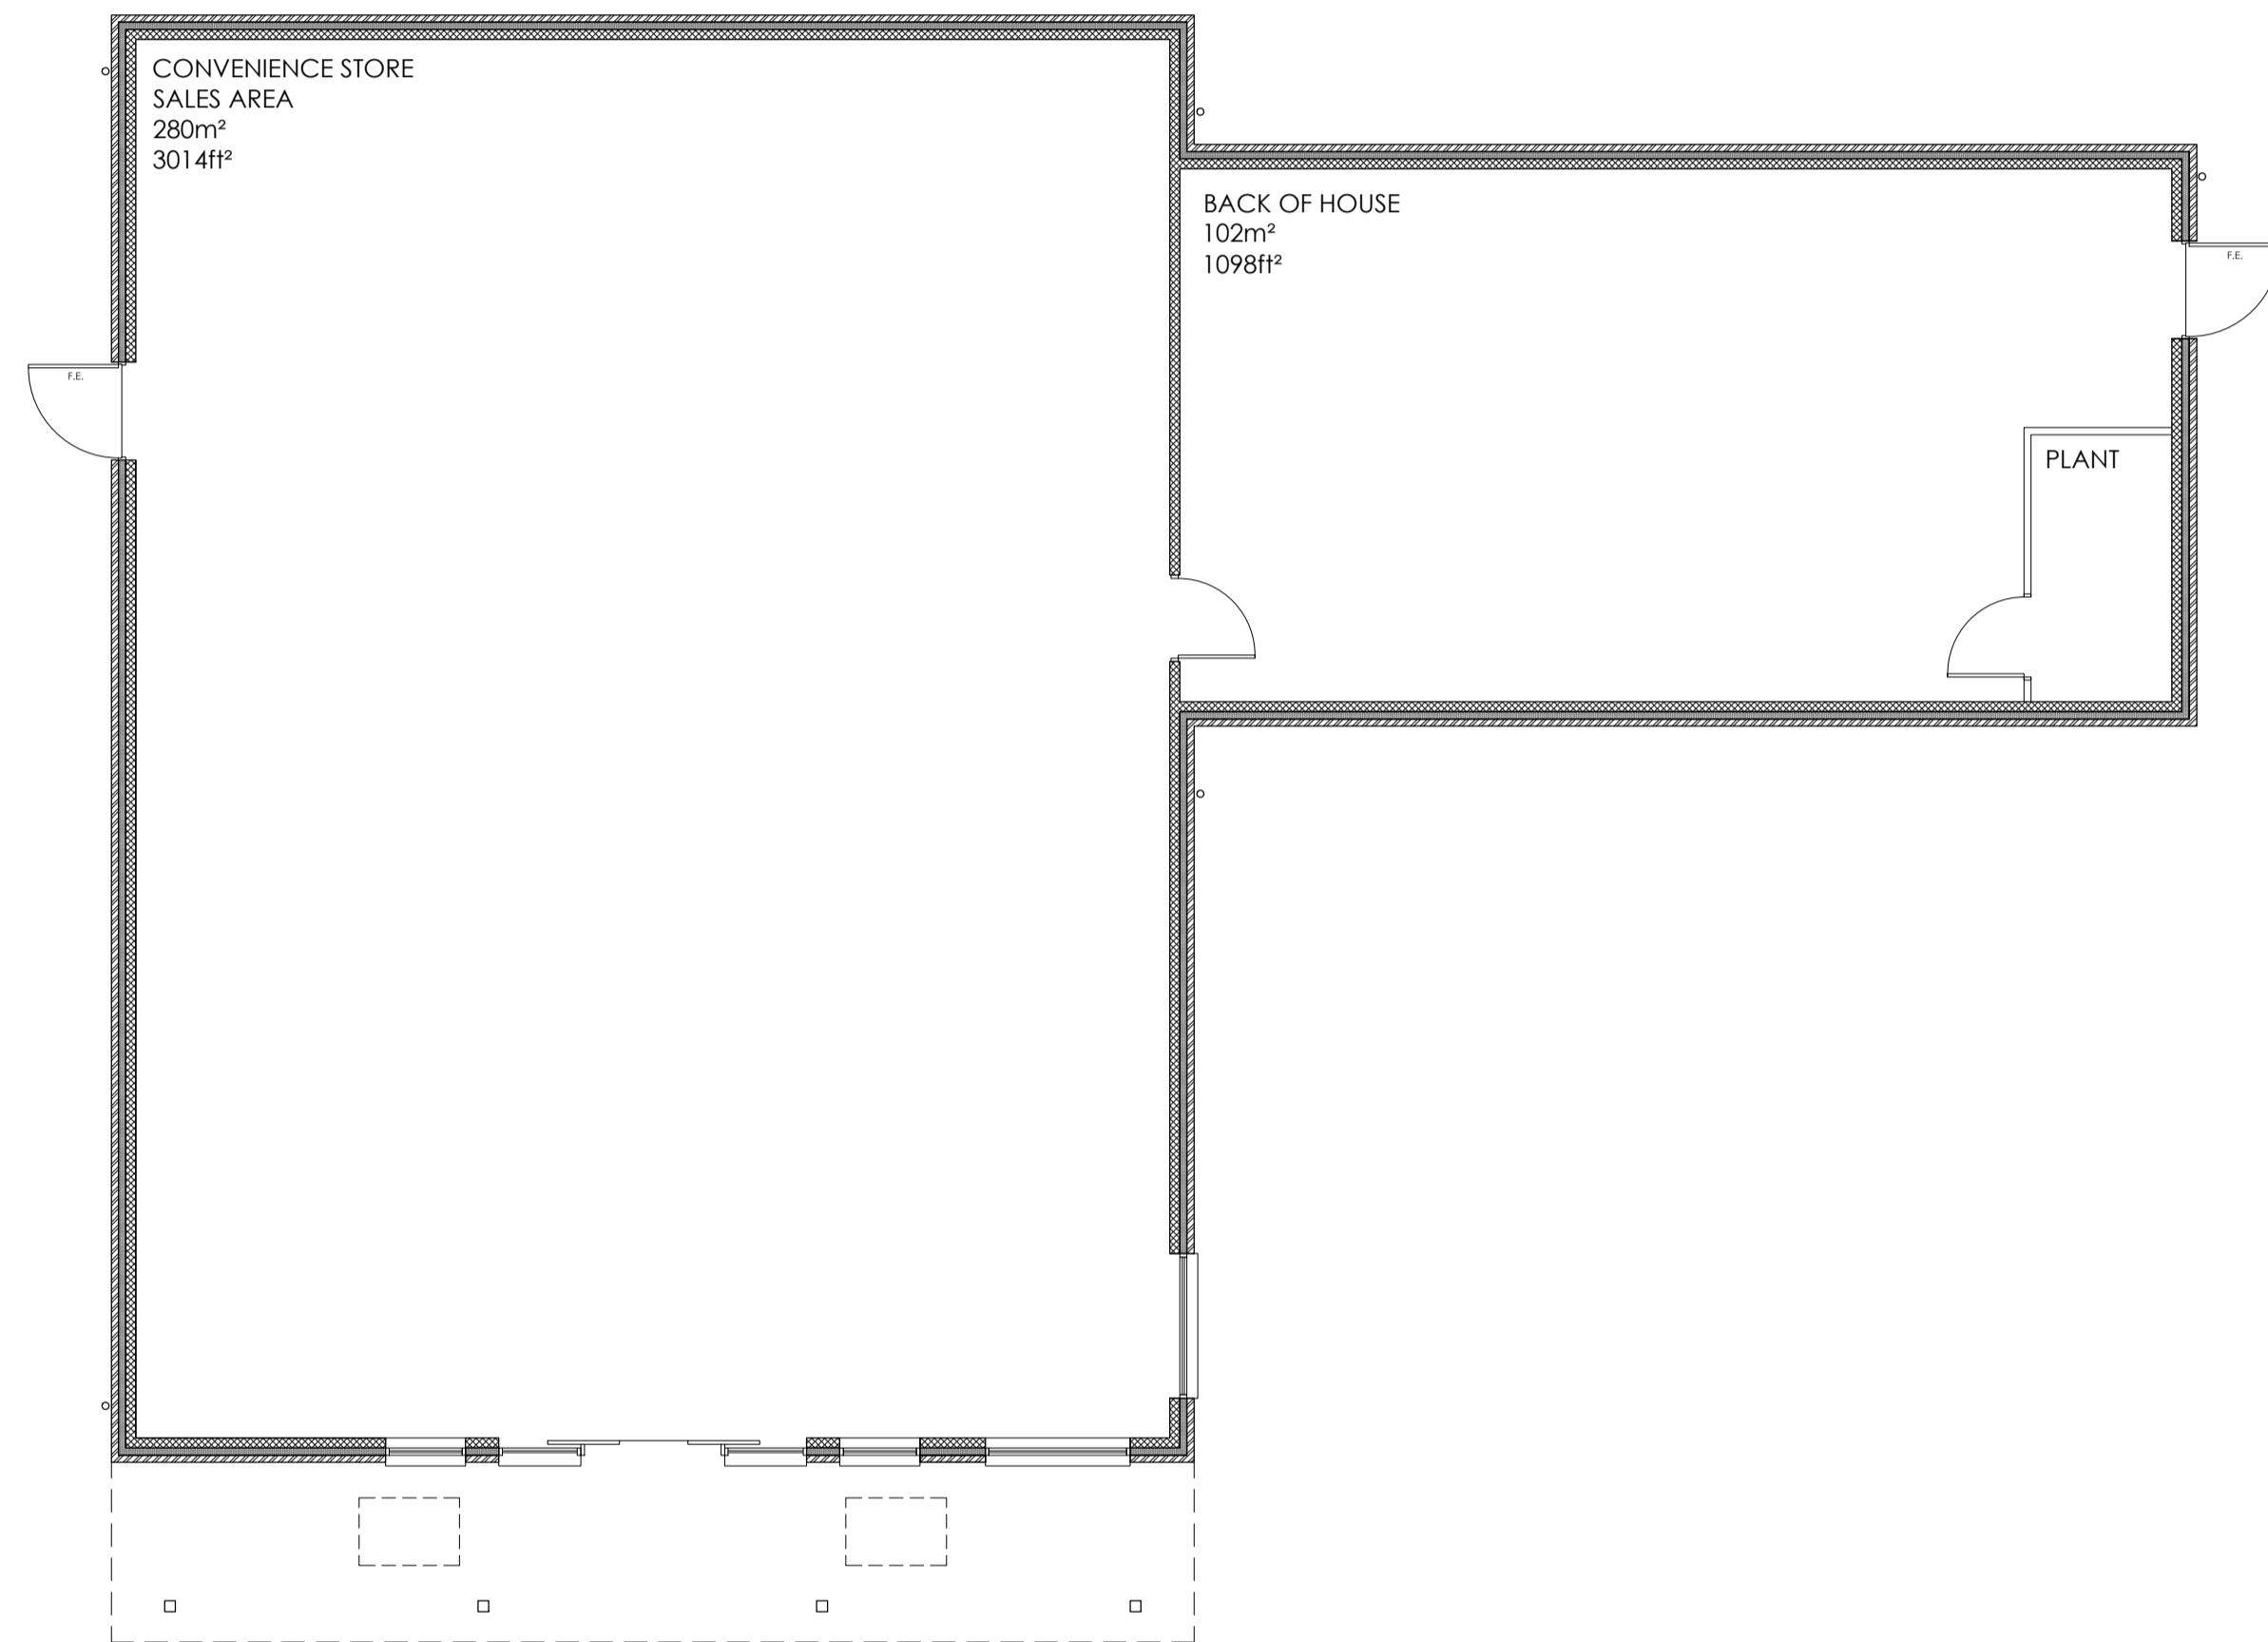 CONVENIENCE STORE
SALES AREA
280m²
3014ft²
BACK OF HOUSE
102m²
1098ft²
F.E.
F.E.
PLANT